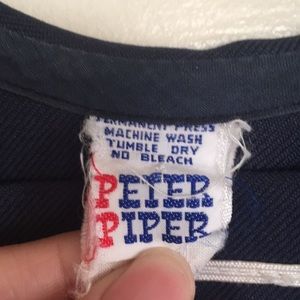 PERMANENT PRESS
MACHINE WASH
TUMBLE DRY
NO BLEACH
PETER
PIPER